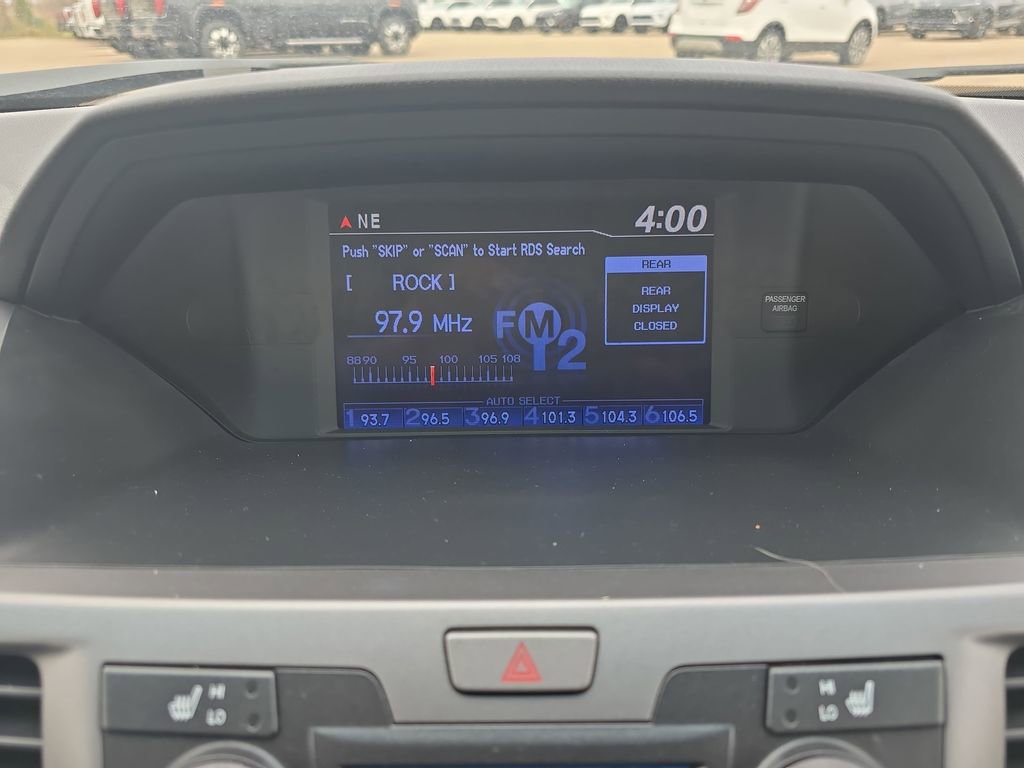 NE
4:00
Push "SKIP" or "SCAN" to Start RDS Search
[ ROCK ]
97.9 MHz
FM
2
REAR
REAR
DISPLAY
CLOSED
PASSENGER
AIRBAG
88 90 95 100 105 108
AUTO SELECT
1 93.7 2 96.5 3 96.9 4 101.3 5 104.3 6 106.5
HI
LO
HI
LO